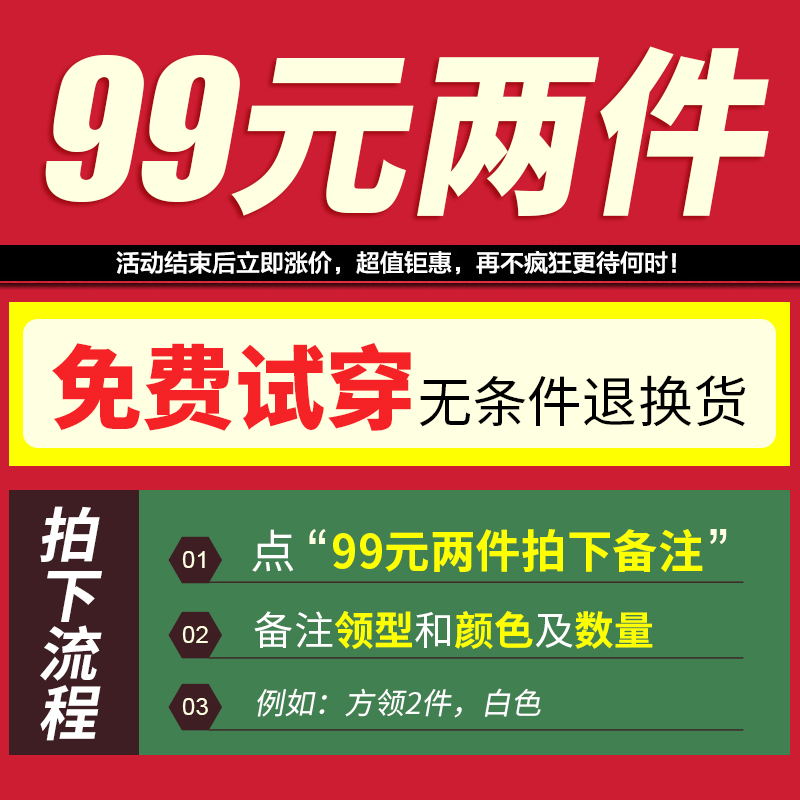 99元两件
活动结束后立即涨价，超值钜惠，再不疯狂更待何时！
免费试穿无条件退换货
拍下流程
01 点“99元两件拍下备注”
02 备注领型和颜色及数量
03 例如：方领2件，白色